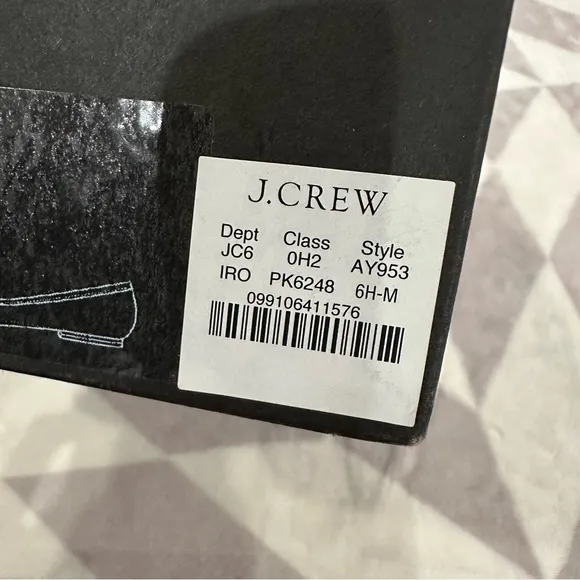 J.CREW
Dept Class Style
JC6 0H2 AY953
IRO PK6248 6H-M
099106411576